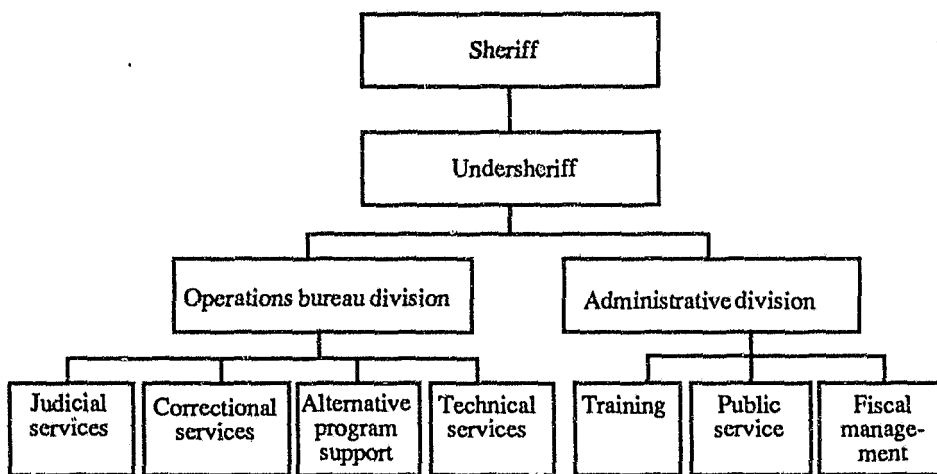 Sheriff
Undersheriff
Operations bureau division
Administrative division
Judicial
services
Correctional
services
Alternative
program
support
Technical
services
Training
Public
service
Fiscal
manage-
ment